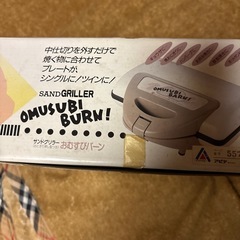 中仕切りを外すだけで
焼く物に合わせて
プレートが、
シングルに!ツインに!
SAND GRILLER
OMUSUBI
BURN!
サンドグリラー
おむすびバーン
OMUSUBI
BURN!